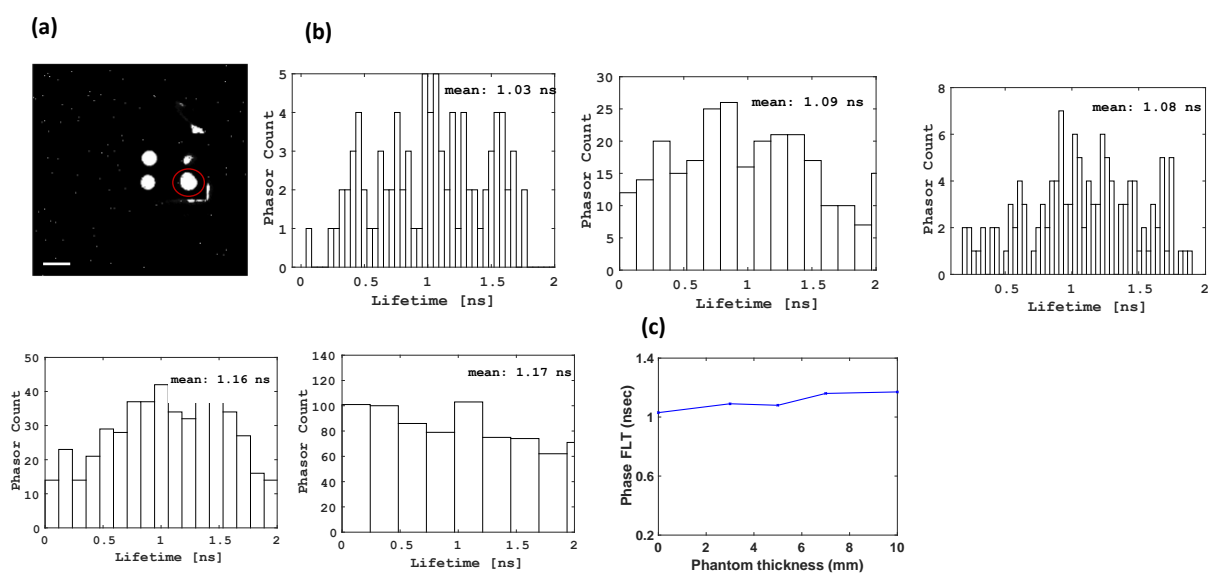 (a)
(b)
5
4
3
2
1
0
Phasor Count
mean: 1.03 ns
0 0.5 1 1.5 2
Lifetime [ns]
30
25
20
15
10
5
0
Phasor Count
mean: 1.09 ns
0 0.5 1 1.5 2
Lifetime [ns]
8
6
4
2
0
Phasor Count
mean: 1.08 ns
0.5 1 1.5 2
Lifetime [ns]
50
40
30
20
10
0
Phasor Count
mean: 1.16 ns
0 0.5 1 1.5 2
Lifetime [ns]
140
120
100
80
60
40
20
0
Phasor Count
mean: 1.17 ns
0 0.5 1 1.5 2
Lifetime [ns]
(c)
1.4
1
0.6
0.2
Phase FLT (nsec)
0 2 4 6 8 10
Phantom thickness (mm)